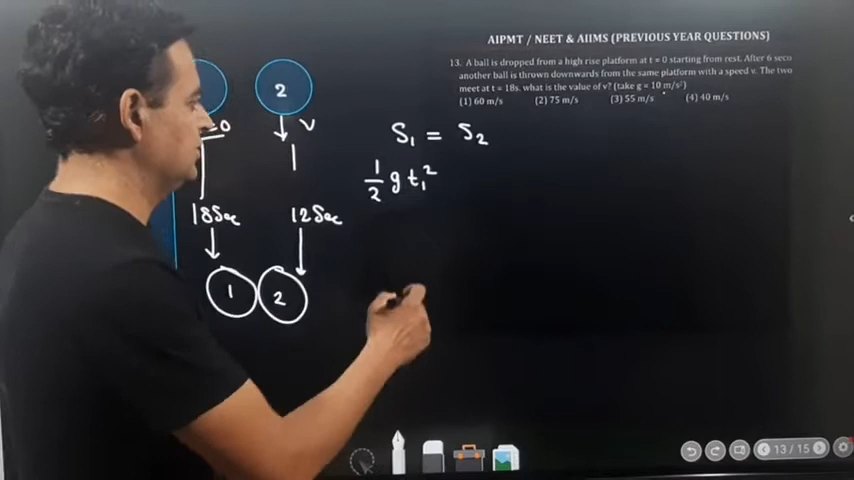 AIPMT / NEET & AIIMS (PREVIOUS YEAR QUESTIONS)
13. A ball is dropped from a high rise platform at t = 0 starting from rest. After 6 seco
another ball is thrown downwards from the same platform with a speed v. The two
meet at t = 18s. what is the value of v? (take g = 10 m/s²)
(1) 60 m/s (2) 75 m/s (3) 55 m/s (4) 40 m/s
2
=0
V
S₁ = S₂
1/2 g t₁²
18Sec
12Sec
1
2
13 / 15